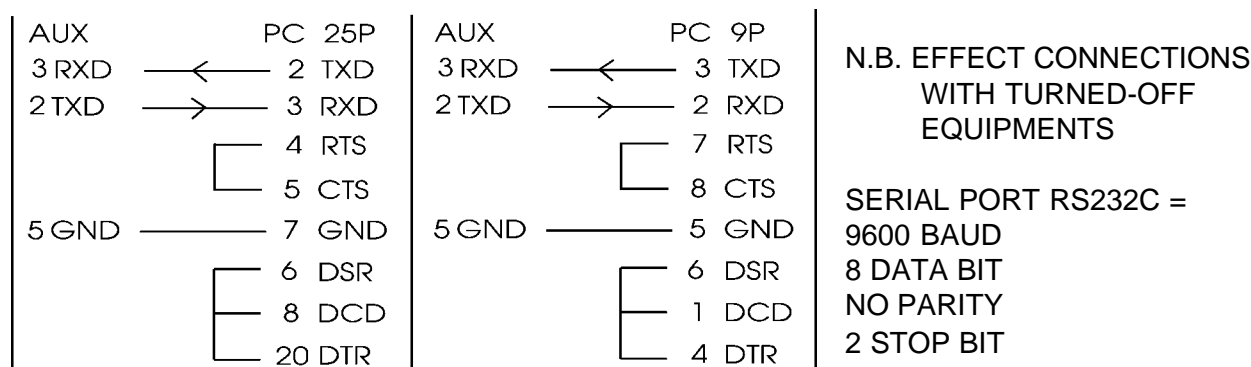 AUX PC 25P
3 RXD 2 TXD
2 TXD 3 RXD
4 RTS
5 CTS
5 GND 7 GND
6 DSR
8 DCD
20 DTR
AUX PC 9P
3 RXD 3 TXD
2 TXD 2 RXD
7 RTS
8 CTS
5 GND 5 GND
6 DSR
1 DCD
4 DTR
N.B. EFFECT CONNECTIONS
WITH TURNED-OFF
EQUIPMENTS
SERIAL PORT RS232C =
9600 BAUD
8 DATA BIT
NO PARITY
2 STOP BIT